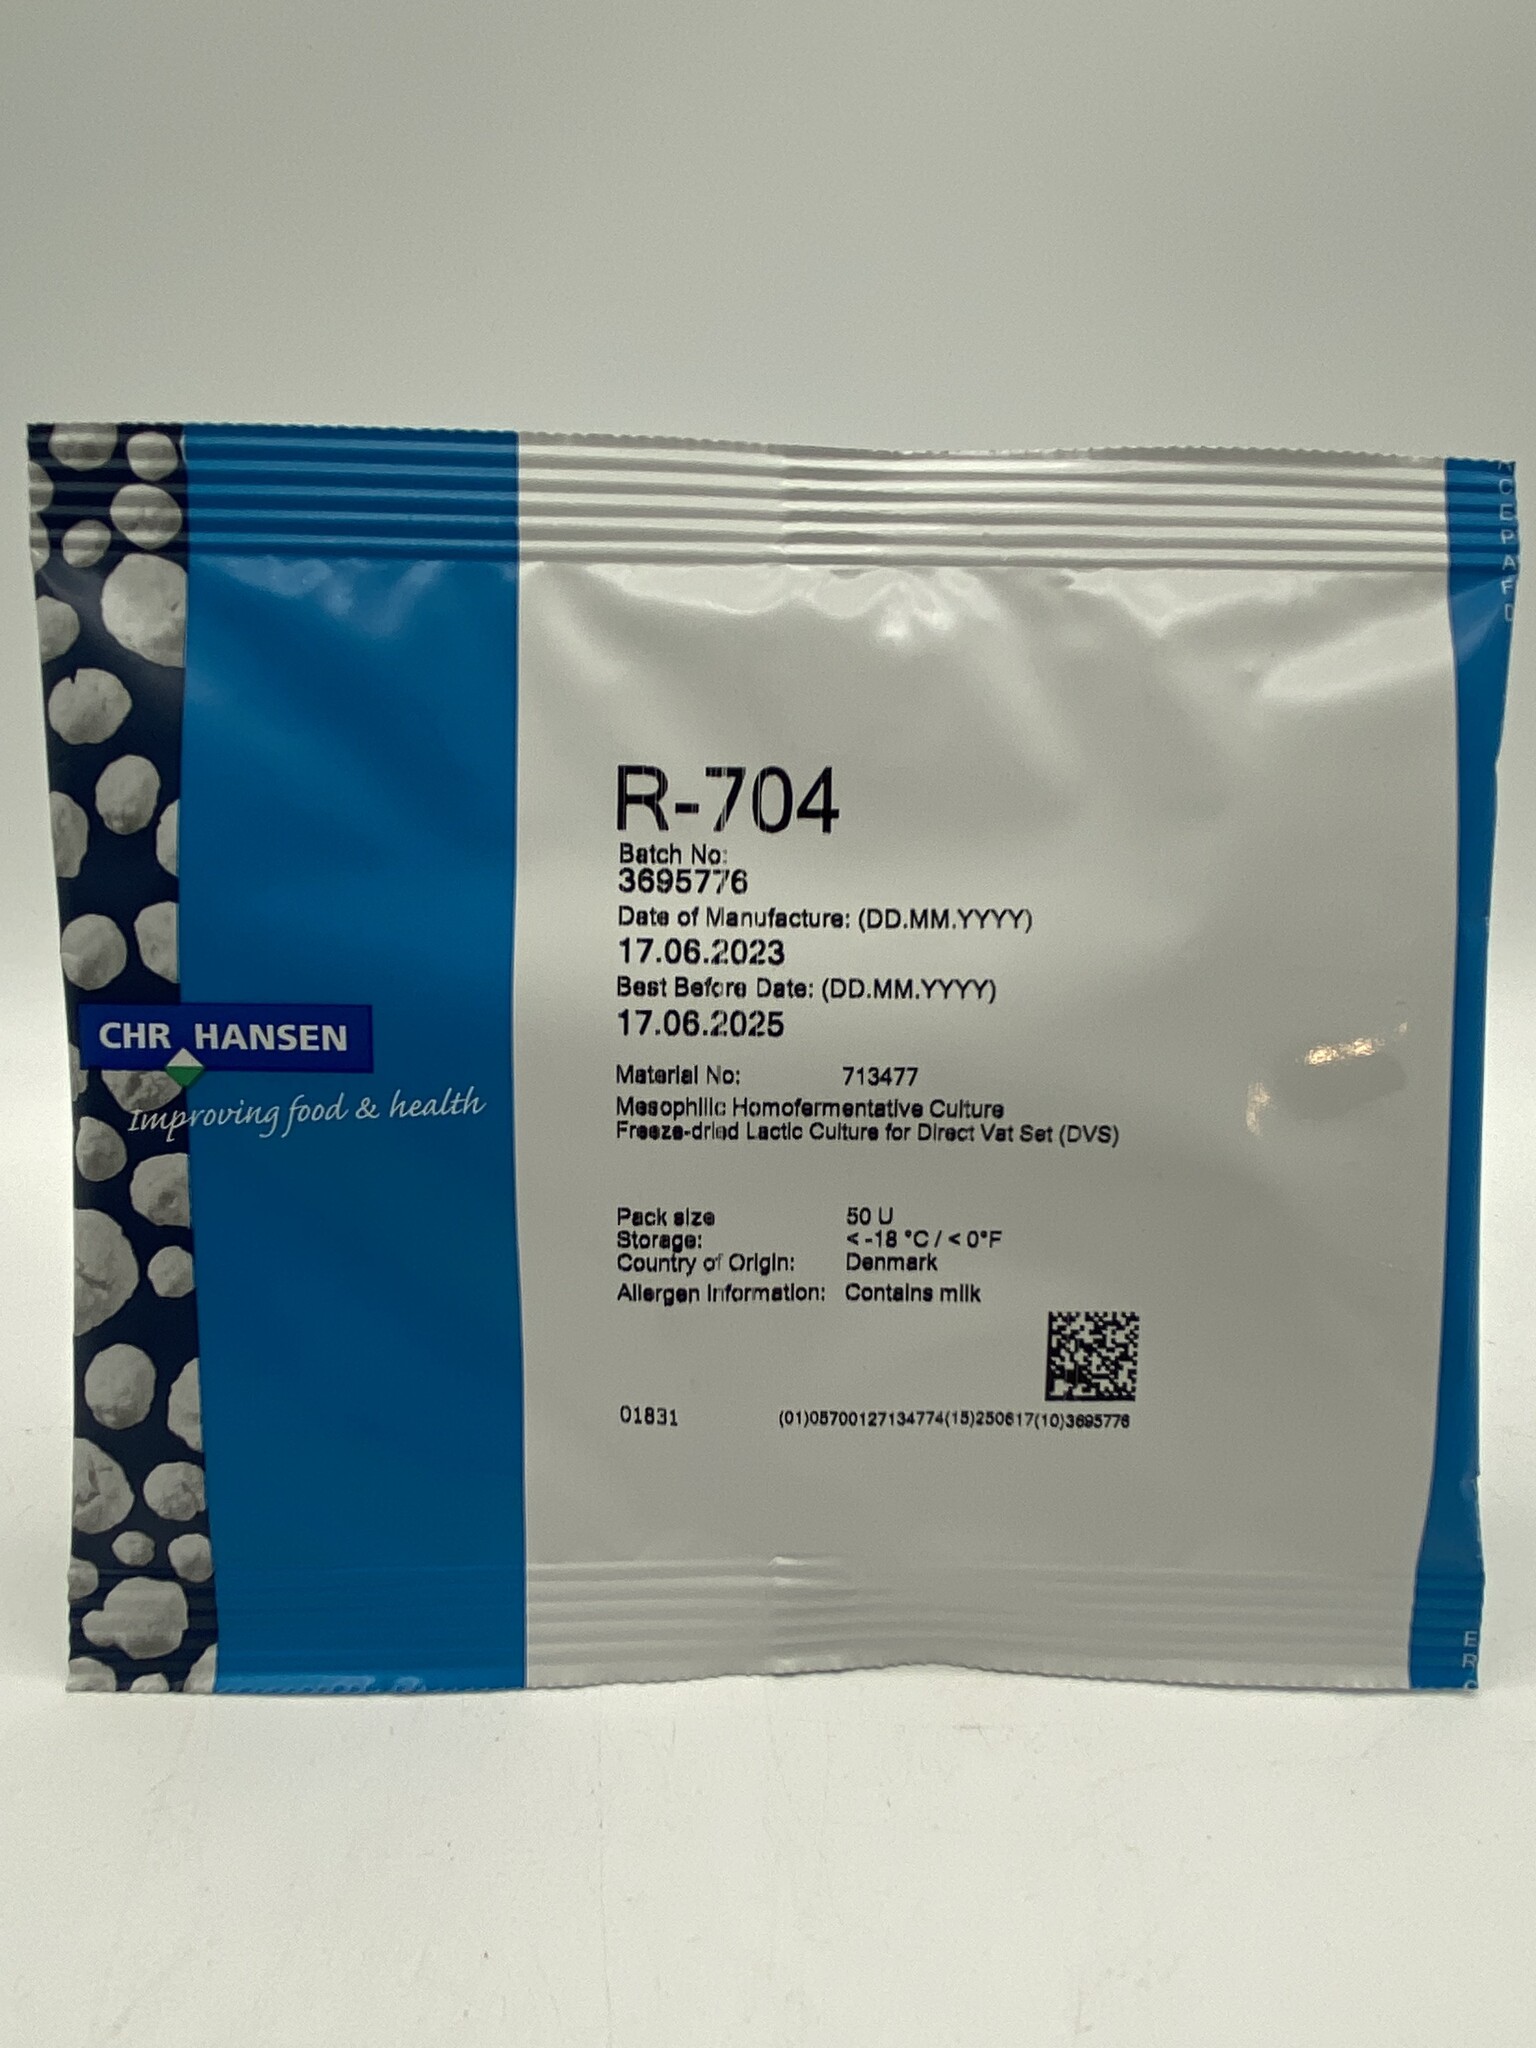 R-704
Batch No:
3695776
Date of Manufacture: (DD.MM.YYYY)
17.06.2023
Best Before Date: (DD.MM.YYYY)
17.06.2025
CHR HANSEN
Improving food & health
Material No: 713477
Mesophilic Homofermentative Culture
Freeze-dried Lactic Culture for Direct Vat Set (DVS)
Pack size 50 U
Storage: < -18 °C / < 0°F
Country of Origin: Denmark
Allergen Information: Contains milk
01831 (01)05700127134774(15)250617(10)3695776